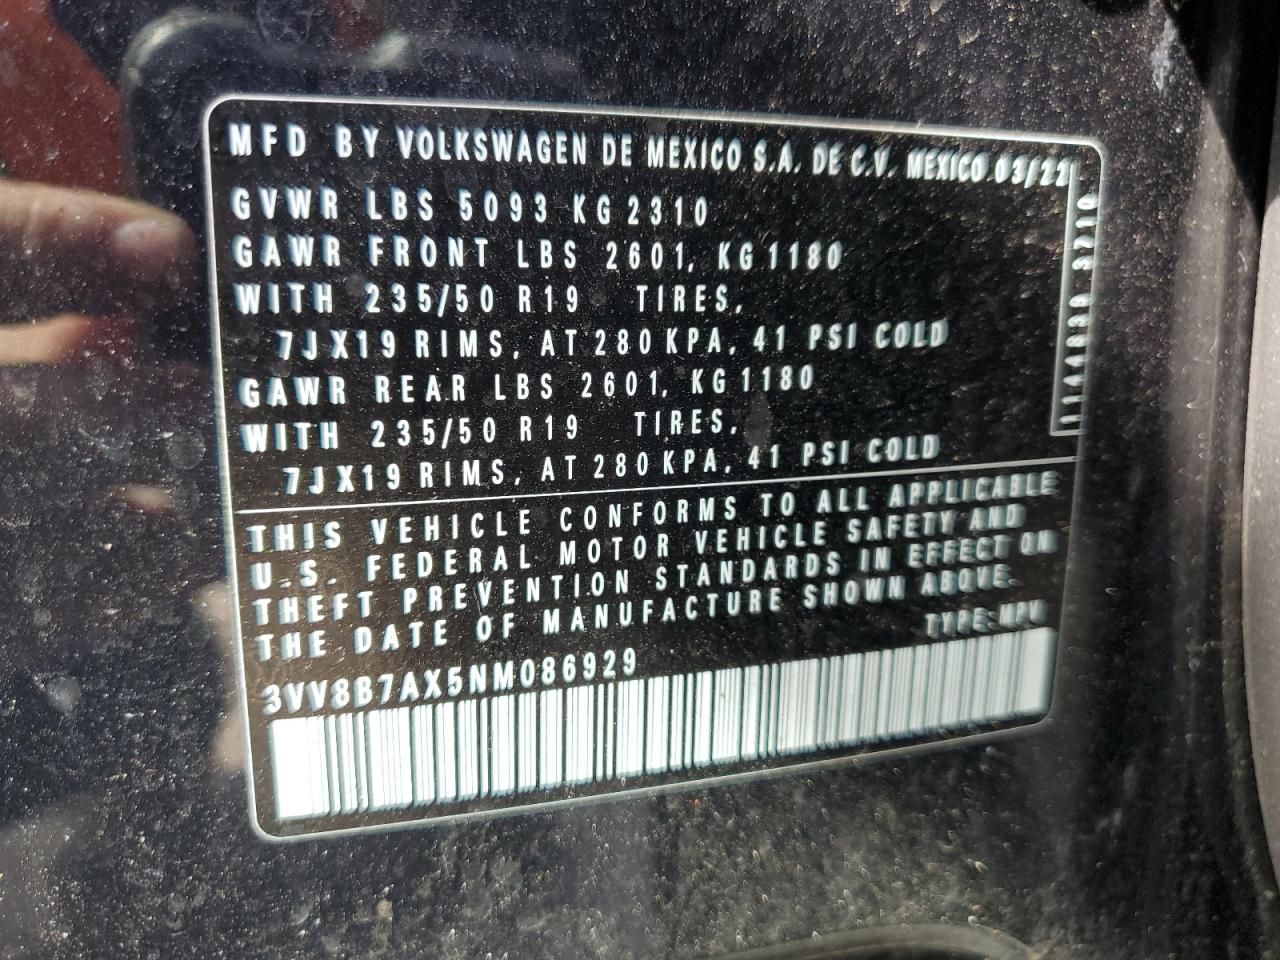 MFD BY VOLKSWAGEN DE MEXICO S.A. DE C.V. MEXICO 03/22
GVWR LBS 5093 KG 2310
GAWR FRONT LBS 2601, KG 1180
WITH 235/50 R19 TIRES,
7JX19 RIMS, AT 280 KPA, 41 PSI COLD
GAWR REAR LBS 2601, KG 1180
WITH 235/50 R19 TIRES,
7JX19 RIMS, AT 280 KPA, 41 PSI COLD
THIS VEHICLE CONFORMS TO ALL APPLICABLE
U.S. FEDERAL MOTOR VEHICLE SAFETY AND
THEFT PREVENTION STANDARDS IN EFFECT ON
THE DATE OF MANUFACTURE SHOWN ABOVE.
TYPE: MPV
3VV8B7AX5NM086929